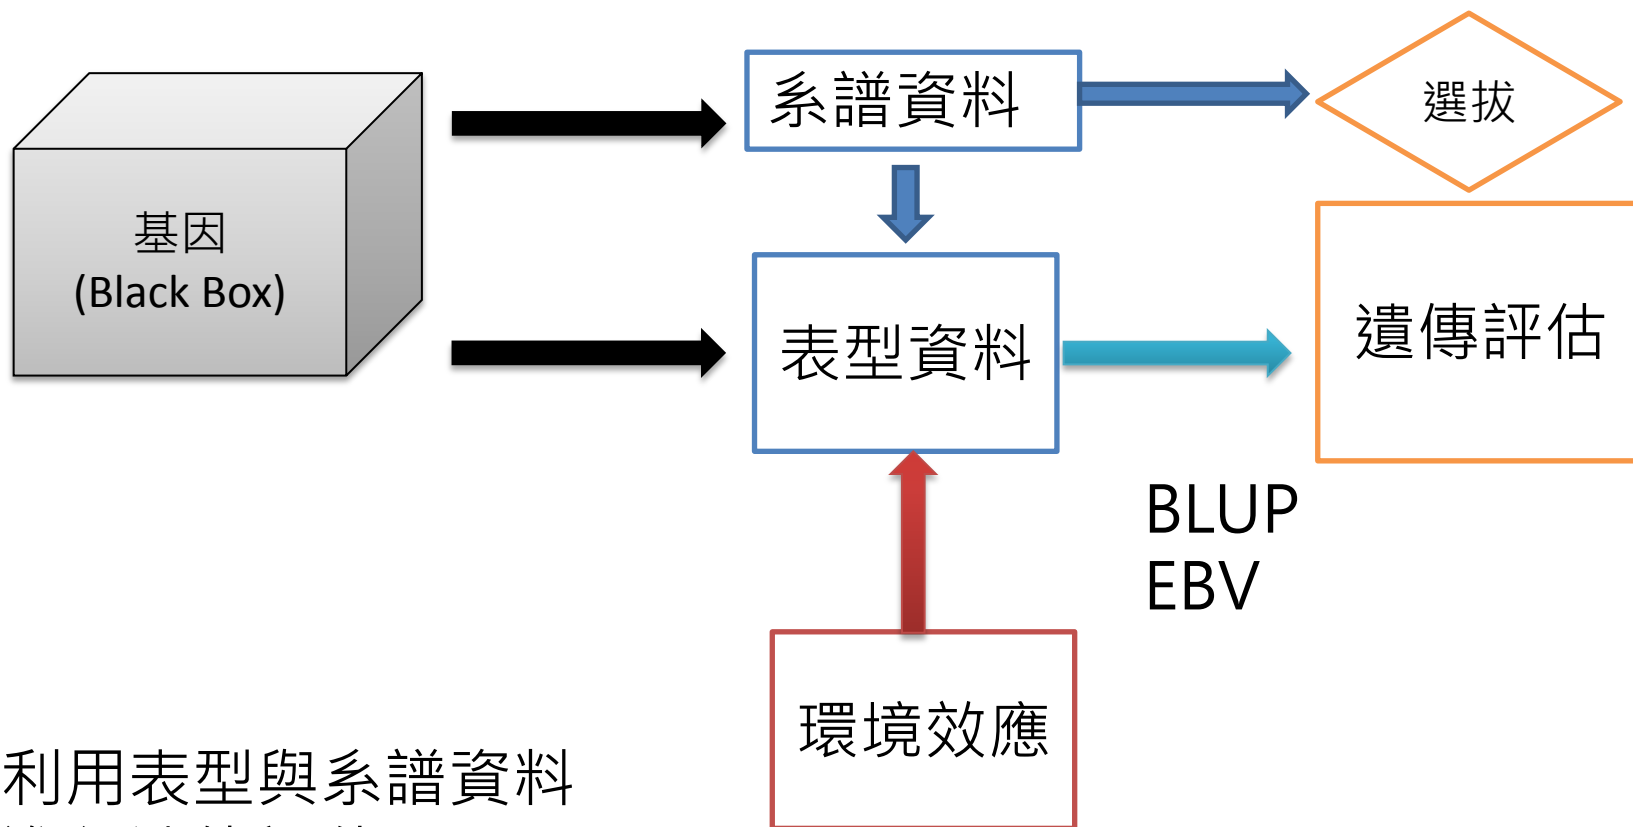 系譜資料
選拔
基因
(Black Box)
表型資料
遺傳評估
BLUP
EBV
環境效應
利用表型與系譜資料